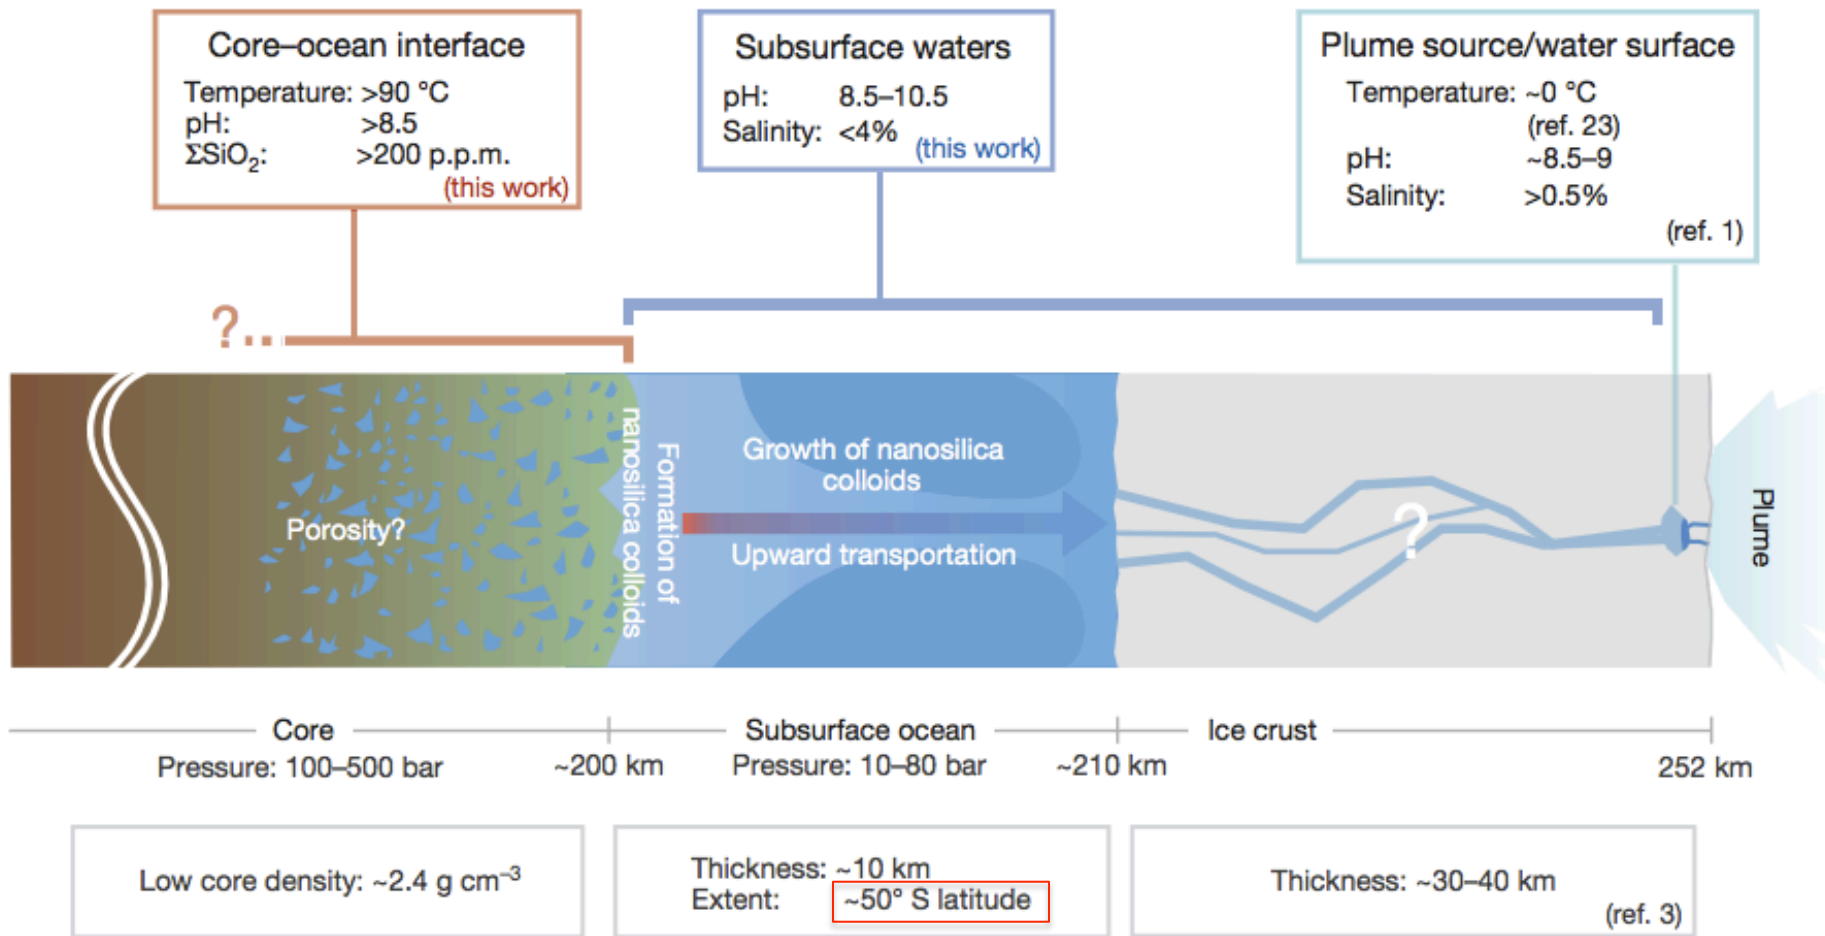 Core–ocean interface
Temperature: >90 °C
pH: >8.5
ΣSiO₂: >200 p.p.m.
(this work)
Subsurface waters
pH: 8.5–10.5
Salinity: <4%
(this work)
Plume source/water surface
Temperature: ~0 °C
(ref. 23)
pH: ~8.5–9
Salinity: >0.5%
(ref. 1)
?...
Porosity?
Formation of
nanosilica colloids
Growth of nanosilica
colloids
Upward transportation
?
Plume
Core
Pressure: 100–500 bar
~200 km
Subsurface ocean
Pressure: 10–80 bar
~210 km
Ice crust
252 km
Low core density: ~2.4 g cm⁻³
Thickness: ~10 km
Extent: ~50° S latitude
Thickness: ~30–40 km
(ref. 3)